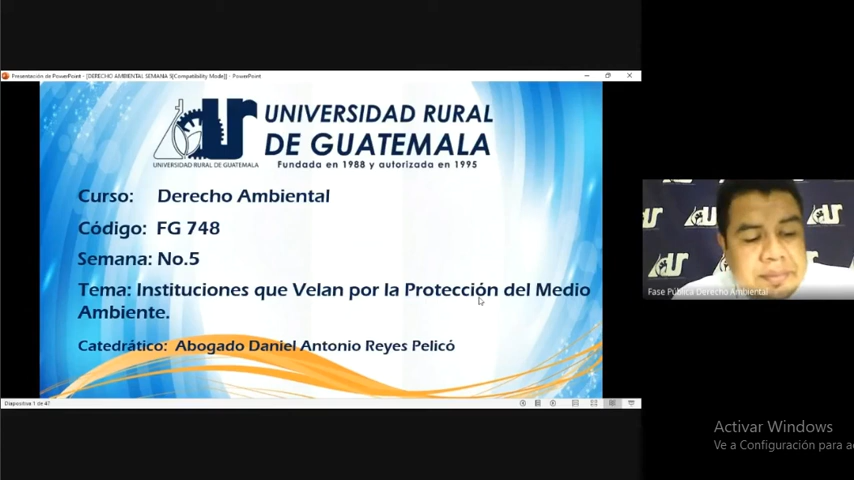 Presentación de PowerPoint - [DERECHO AMBIENTAL SEMANA 5[Compatibility Mode]] - PowerPoint
UNIVERSIDAD RURAL
DE GUATEMALA
Fundada en 1988 y autorizada en 1995
UNIVERSIDAD RURAL DE GUATEMALA
Curso: Derecho Ambiental
Código: FG 748
Semana: No.5
Tema: Instituciones que Velan por la Protección del Medio
Ambiente.
Catedrático: Abogado Daniel Antonio Reyes Pelicó
Diapositiva 1 de 41
Fase Pública Derecho Ambiental
Activar Windows
Ve a Configuración para a